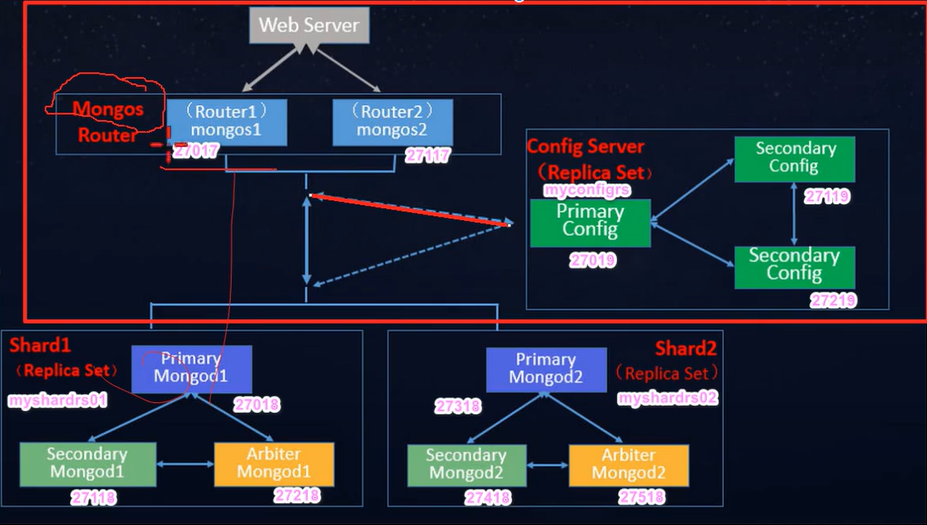 Web Server
Mongos
Router
（Router1）
mongos1
（Router2）
mongos2
27017
27117
Config Server
（Replica Set）
myconfigrs
Primary
Config
27019
Secondary
Config
27119
Secondary
Config
27219
Shard1
（Replica Set）
myshardrs01
Primary
Mongod1
27018
Secondary
Mongod1
27118
Arbiter
Mongod1
27218
Shard2
（Replica Set）
myshardrs02
Primary
Mongod2
27318
Secondary
Mongod2
27418
Arbiter
Mongod2
27518